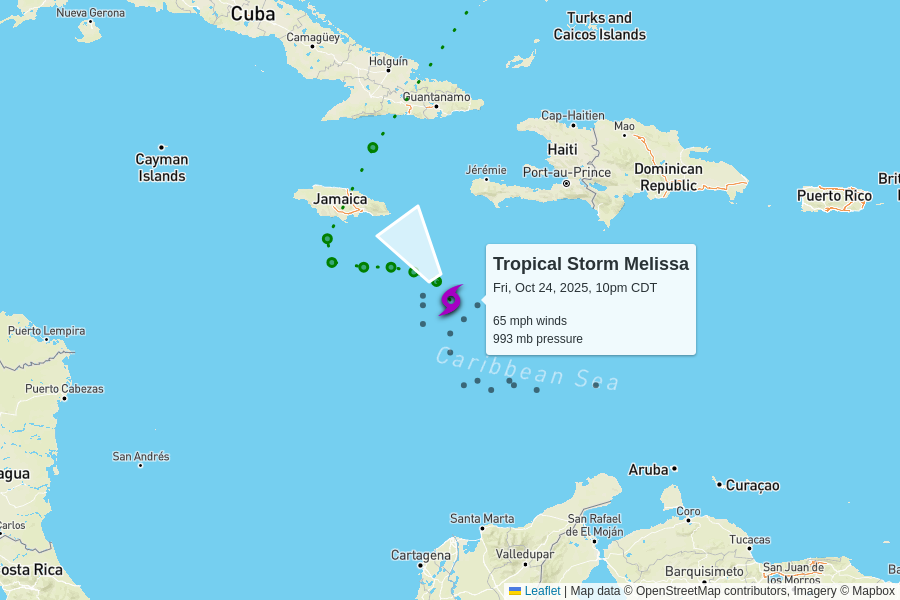 Nueva Gerona
Cuba
Turks and
Caicos Islands
Camagüey
Holguín
Guantanamo
Cap-Haitien
Mao
Haiti
Cayman
Islands
Jérémie
Port-au-Prince
Dominican
Republic
Jamaica
Puerto Rico
Tropical Storm Melissa
Fri, Oct 24, 2025, 10pm CDT
65 mph winds
993 mb pressure
Puerto Lempira
Caribbean Sea
Puerto Cabezas
San Andrés
agua
Aruba
Curaçao
Carlos
Santa Marta
San Rafael
de El Moján
Coro
Tucacas
Cartagena
Valledupar
osta Rica
Barquisimeto
San Juan de
los Morros
Leaflet | Map data © OpenStreetMap contributors, Imagery © Mapbox